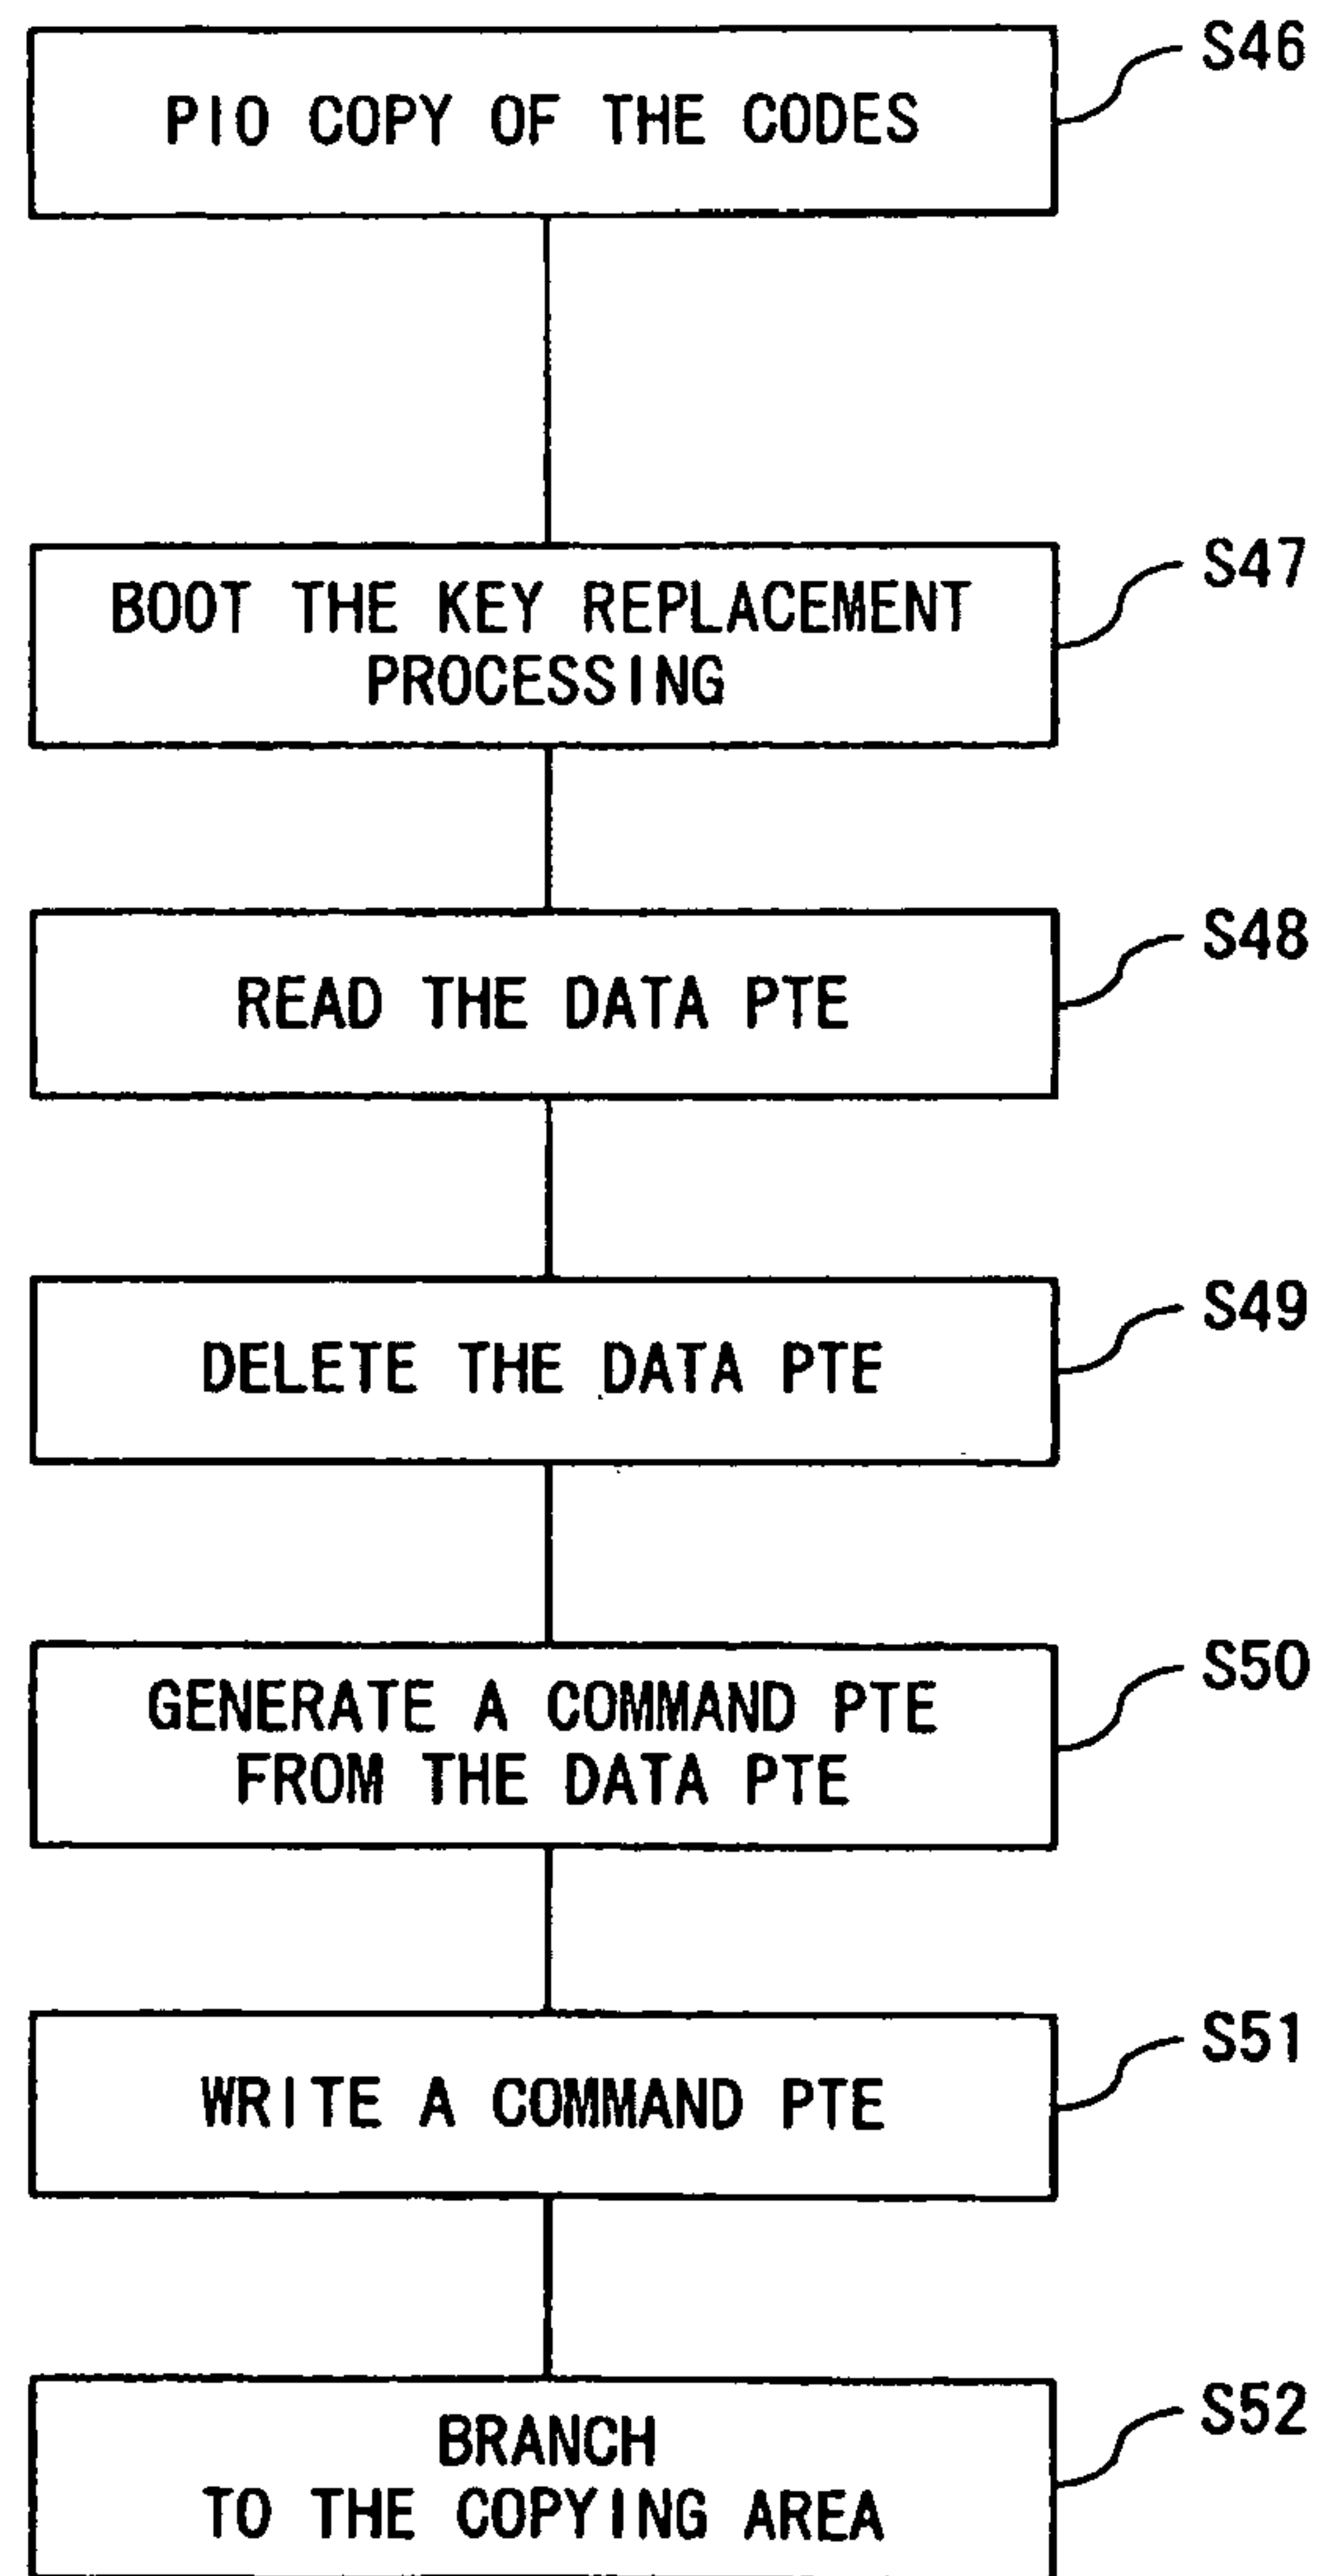 S46
PIO COPY OF THE CODES
S47
BOOT THE KEY REPLACEMENT
PROCESSING
S48
READ THE DATA PTE
S49
DELETE THE DATA PTE
S50
GENERATE A COMMAND PTE
FROM THE DATA PTE
S51
WRITE A COMMAND PTE
S52
BRANCH
TO THE COPYING AREA